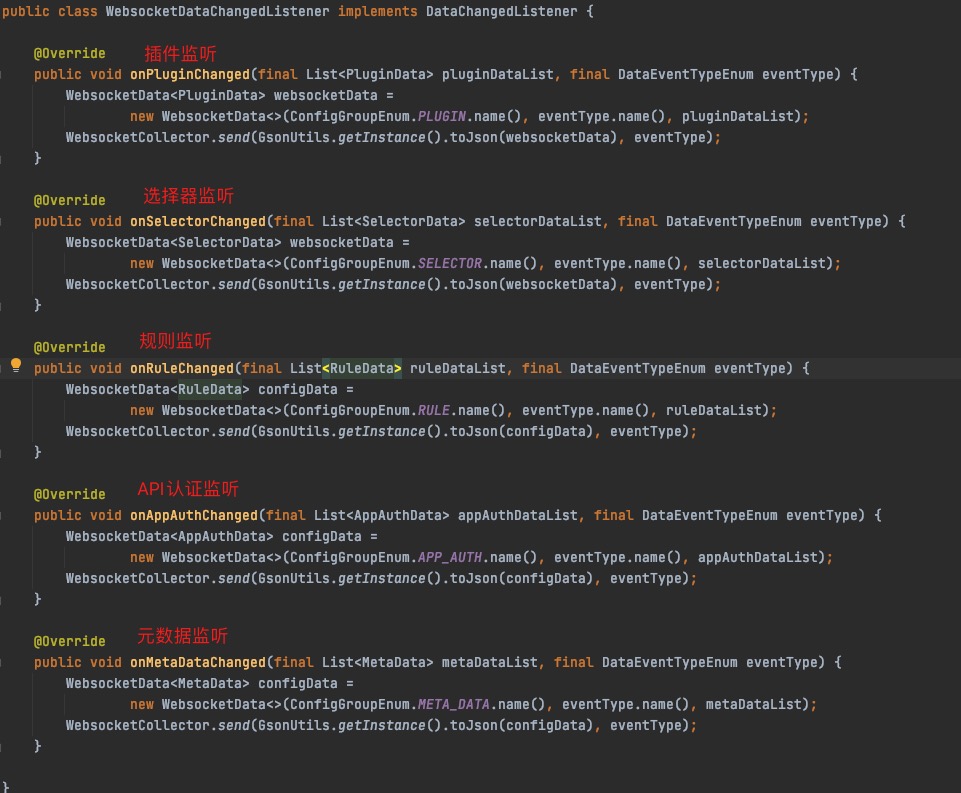 public class WebsocketDataChangedListener implements DataChangedListener {
@Override 插件监听
public void onPluginChanged(final List<PluginData> pluginDataList, final DataEventTypeEnum eventType) {
WebsocketData<PluginData> websocketData =
new WebsocketData<>(ConfigGroupEnum.PLUGIN.name(), eventType.name(), pluginDataList);
WebsocketCollector.send(GsonUtils.getInstance().toJson(websocketData), eventType);
}
@Override 选择器监听
public void onSelectorChanged(final List<SelectorData> selectorDataList, final DataEventTypeEnum eventType) {
WebsocketData<SelectorData> websocketData =
new WebsocketData<>(ConfigGroupEnum.SELECTOR.name(), eventType.name(), selectorDataList);
WebsocketCollector.send(GsonUtils.getInstance().toJson(websocketData), eventType);
}
@Override 规则监听
public void onRuleChanged(final List<RuleData> ruleDataList, final DataEventTypeEnum eventType) {
WebsocketData<RuleData> configData =
new WebsocketData<>(ConfigGroupEnum.RULE.name(), eventType.name(), ruleDataList);
WebsocketCollector.send(GsonUtils.getInstance().toJson(configData), eventType);
}
@Override API认证监听
public void onAppAuthChanged(final List<AppAuthData> appAuthDataList, final DataEventTypeEnum eventType) {
WebsocketData<AppAuthData> configData =
new WebsocketData<>(ConfigGroupEnum.APP_AUTH.name(), eventType.name(), appAuthDataList);
WebsocketCollector.send(GsonUtils.getInstance().toJson(configData), eventType);
}
@Override 元数据监听
public void onMetaDataChanged(final List<MetaData> metaDataList, final DataEventTypeEnum eventType) {
WebsocketData<MetaData> configData =
new WebsocketData<>(ConfigGroupEnum.META_DATA.name(), eventType.name(), metaDataList);
WebsocketCollector.send(GsonUtils.getInstance().toJson(configData), eventType);
}
}